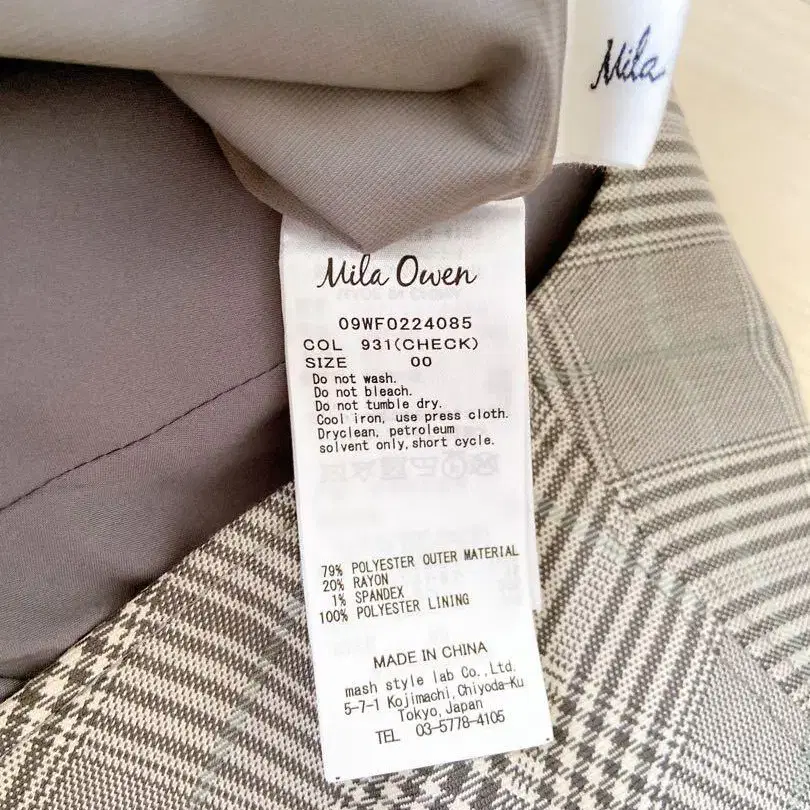 Mila
Mila Owen
09WF0224085
COL 931(CHECK)
SIZE 00
Do not wash.
Do not bleach.
Do not tumble dry.
Cool iron, use press cloth.
Dryclean, petroleum
solvent only,short cycle.
79% POLYESTER OUTER MATERIAL
20% RAYON
1% SPANDEX
100% POLYESTER LINING
MADE IN CHINA
mash style lab Co.,Ltd.
5-7-1 Kojimachi,Chiyoda-Ku
Tokyo,Japan
TEL 03-5778-4105